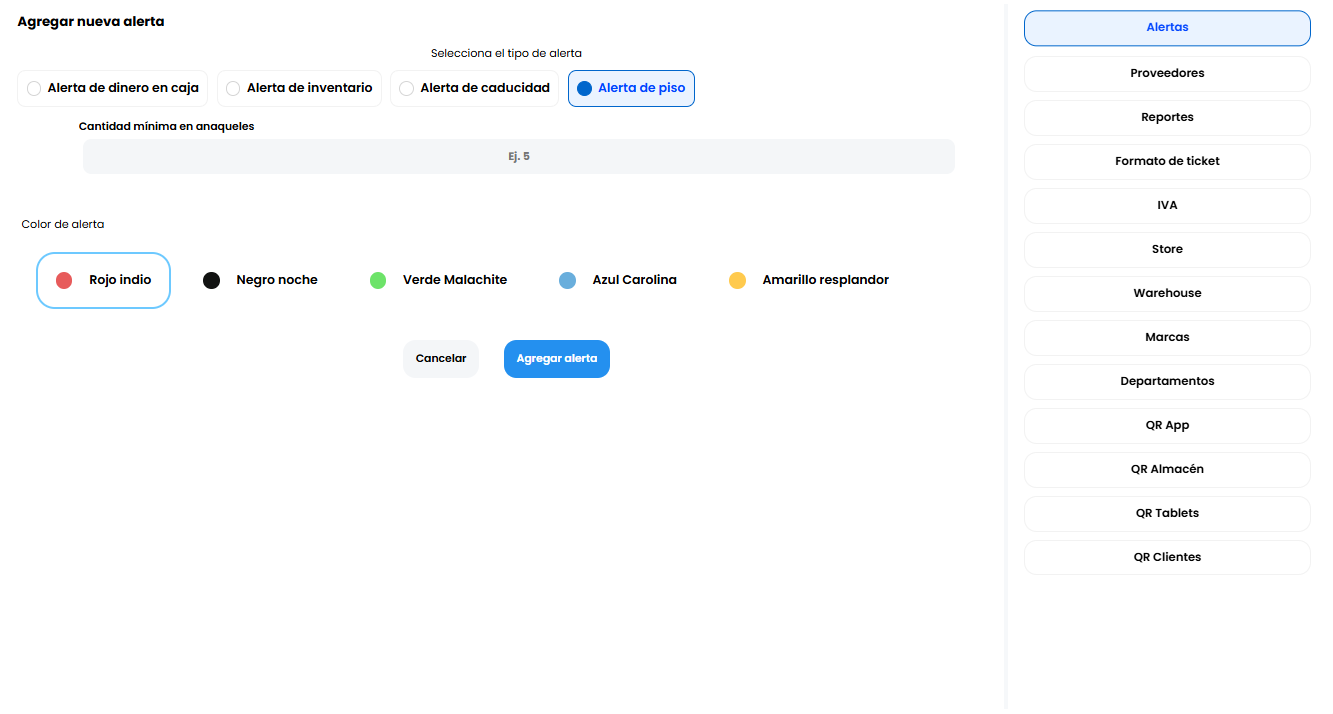 Agregar nueva alerta
Selecciona el tipo de alerta
Alerta de dinero en caja
Alerta de inventario
Alerta de caducidad
Alerta de piso
Cantidad mínima en anaqueles
Ej. 5
Color de alerta
Rojo indio
Negro noche
Verde Malachite
Azul Carolina
Amarillo resplandor
Cancelar
Agregar alerta
Alertas
Proveedores
Reportes
Formato de ticket
IVA
Store
Warehouse
Marcas
Departamentos
QR App
QR Almacén
QR Tablets
QR Clientes